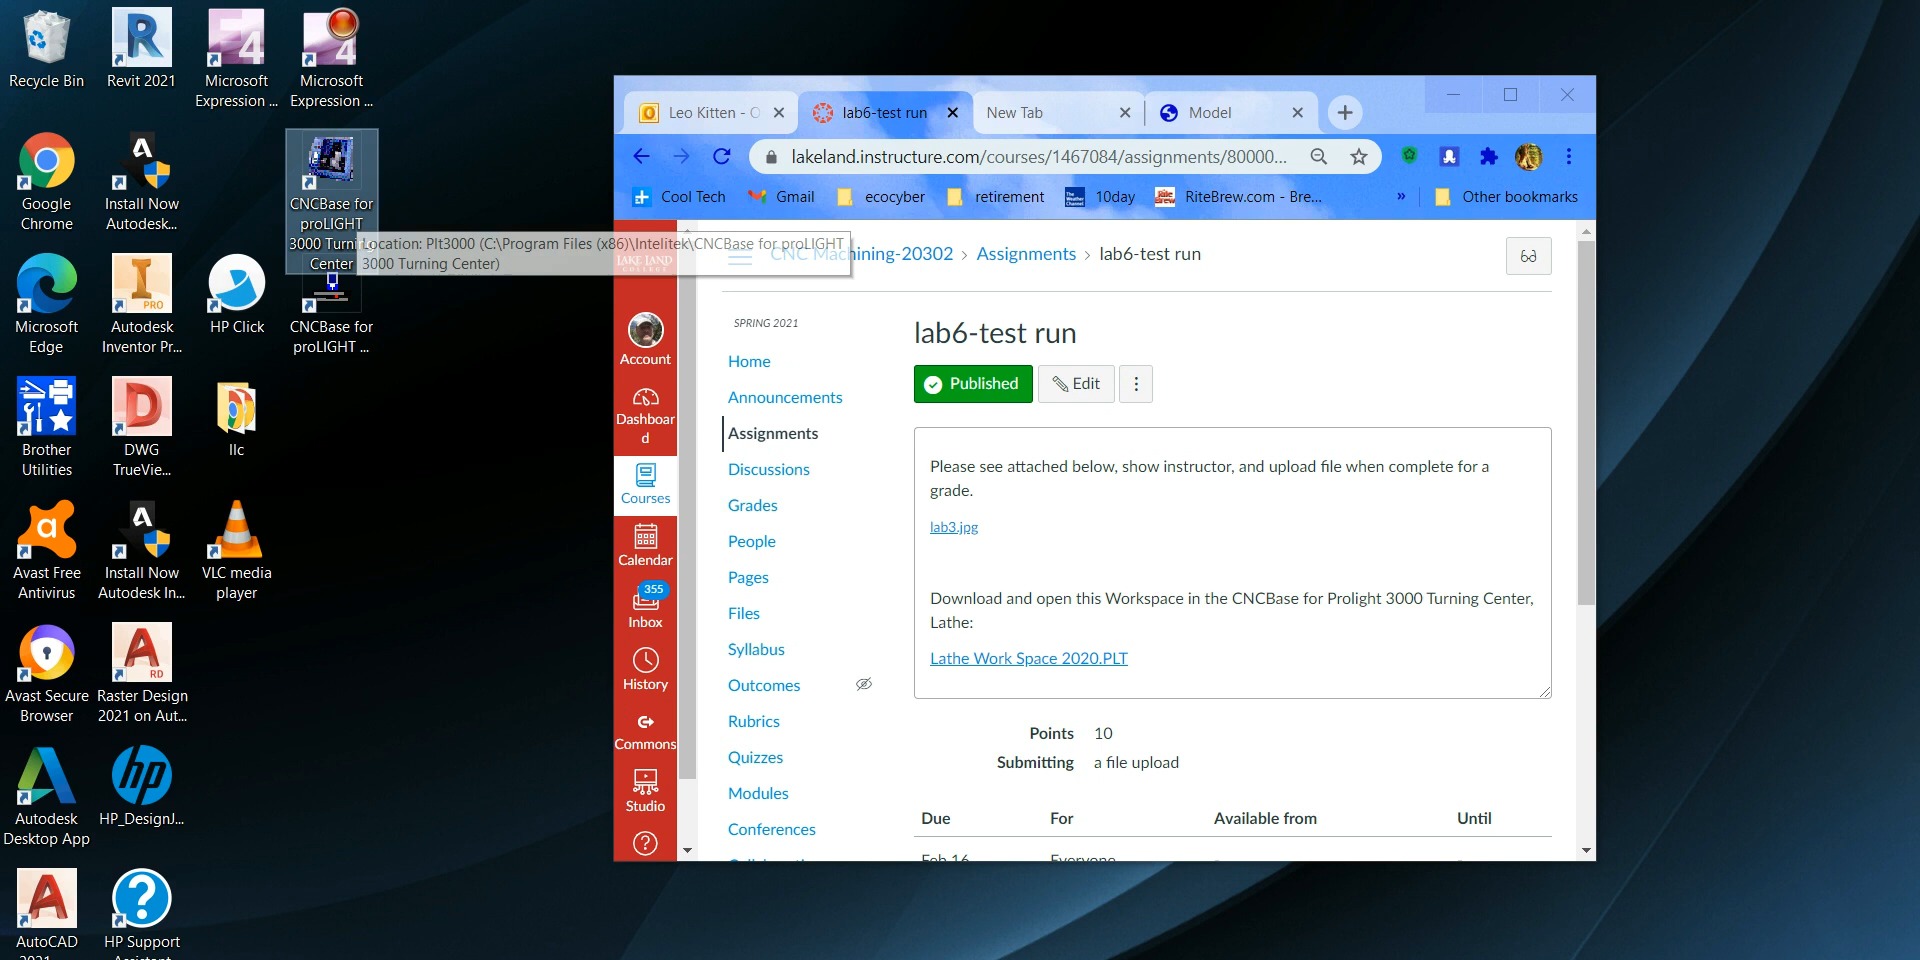 Recycle Bin
Revit 2021
Microsoft
Expression ...
Microsoft
Expression ...
Google
Chrome
Install Now
Autodesk...
CNCBase for
proLIGHT
3000 Turning
Center
Location: Plt3000 (C:\Program Files (x86)\Intelitek\CNCBase for proLIGHT
3000 Turning Center)
Microsoft
Edge
Autodesk
Inventor Pr...
HP Click
CNCBase for
proLIGHT ...
Brother
Utilities
DWG
TrueVie...
llc
Avast Free
Antivirus
Install Now
Autodesk In...
VLC media
player
Avast Secure
Browser
Raster Design
2021 on Aut...
Autodesk
Desktop App
HP_DesignJ...
AutoCAD
HP Support
Leo Kitten - O
lab6-test run
New Tab
Model
lakeland.instructure.com/courses/1467084/assignments/80000...
Cool Tech
Gmail
ecocyber
retirement
10day
RiteBrew.com - Bre...
»
Other bookmarks
LAKE LAND
COLLEGE
Account
Dashboar
d
Courses
Calendar
355
Inbox
History
Commons
Studio
CNC Machining-20302 › Assignments › lab6-test run
SPRING 2021
Home
Announcements
Assignments
Discussions
Grades
People
Pages
Files
Syllabus
Outcomes
Rubrics
Quizzes
Modules
Conferences
lab6-test run
Published
Edit
Please see attached below, show instructor, and upload file when complete for a
grade.
lab3.jpg
Download and open this Workspace in the CNCBase for Prolight 3000 Turning Center,
Lathe:
Lathe Work Space 2020.PLT
Points 10
Submitting a file upload
Due For Available from Until
Feb 16 Everyone